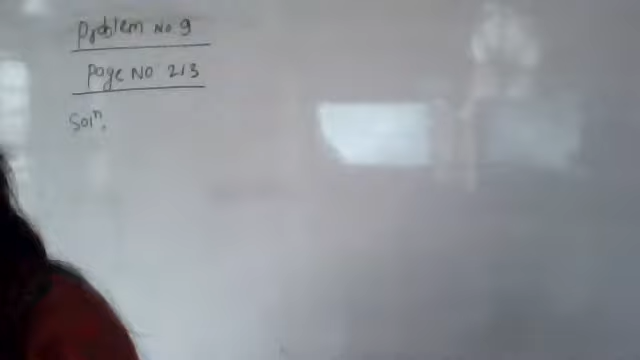 Problem No 9
Page No 213
Solⁿ.